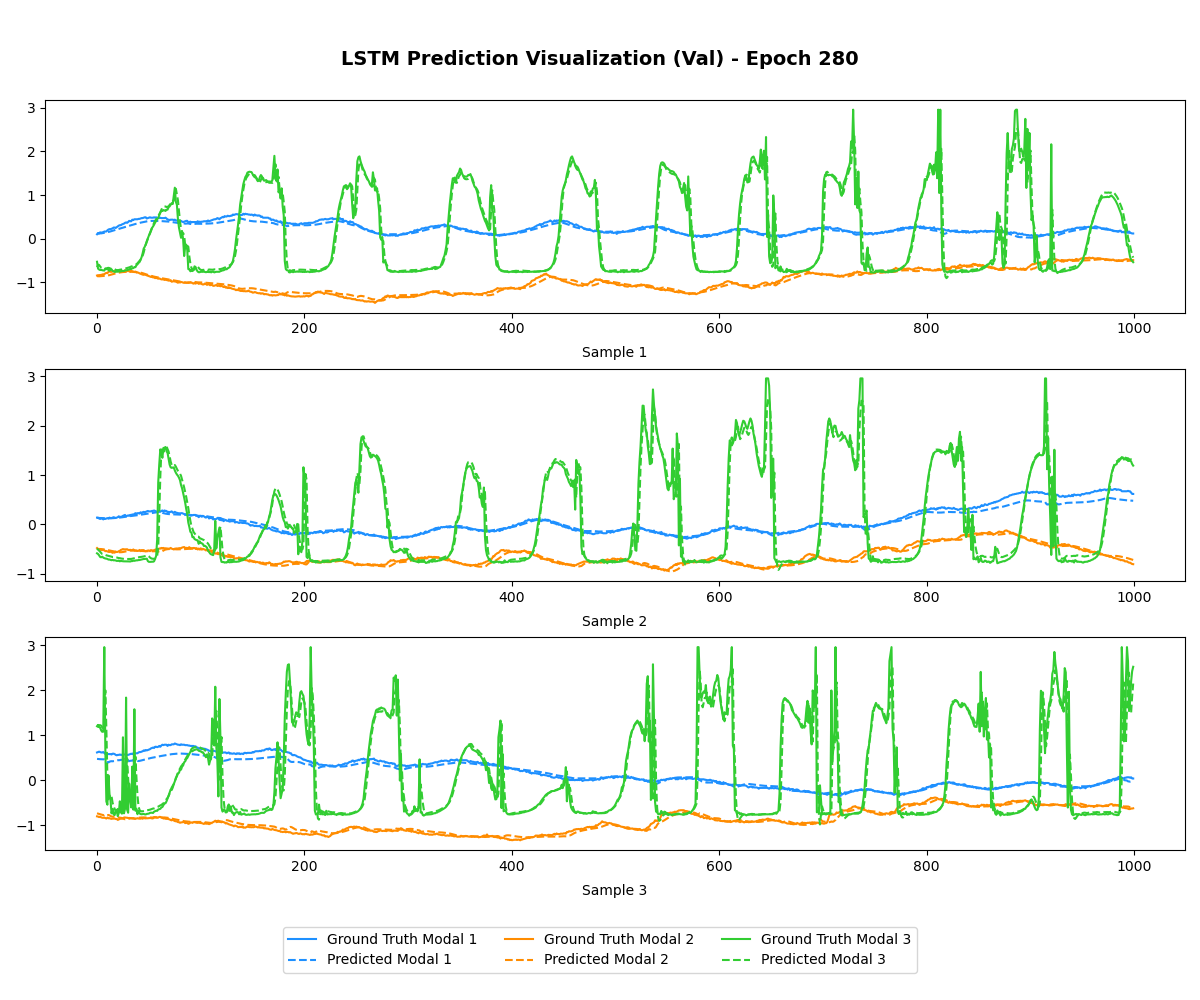 LSTM Prediction Visualization (Val) - Epoch 280
3
2
1
0
−1
0 200 400 600 800 1000
Sample 1
3
2
1
0
−1
0 200 400 600 800 1000
Sample 2
3
2
1
0
−1
0 200 400 600 800 1000
Sample 3
Ground Truth Modal 1 Ground Truth Modal 2 Ground Truth Modal 3
Predicted Modal 1 Predicted Modal 2 Predicted Modal 3